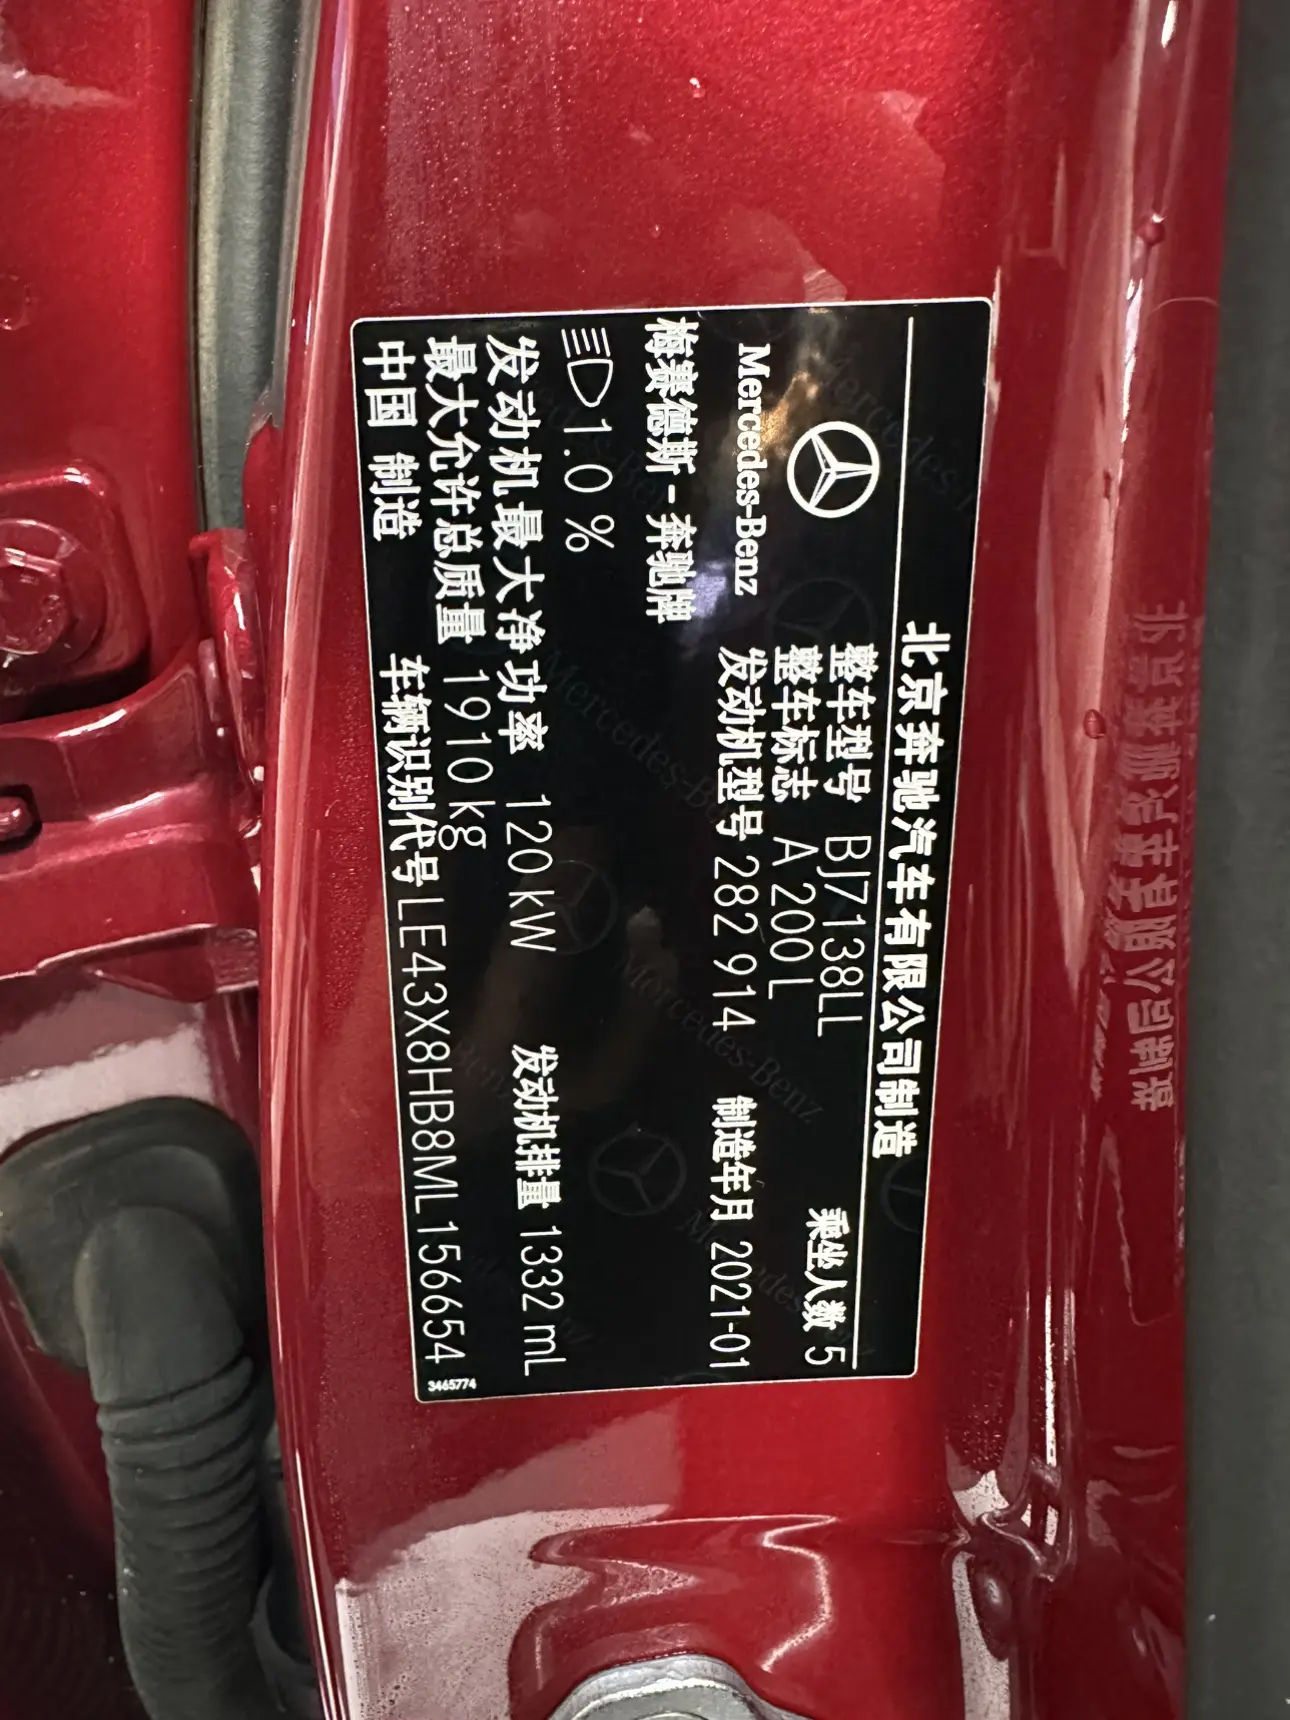 北京奔驰汽车有限公司制造
Mercedes-Benz
梅赛德斯-奔驰牌
整车型号 BJ7138LL 乘坐人数 5
整车标志 A 200 L
发动机型号 282 914 制造年月 2021-01
1.0 %
发动机最大净功率 120 kW 发动机排量 1332 mL
最大允许总质量 1910 kg
中国 制造 车辆识别代号 LE43X8HB8ML156654
3465774